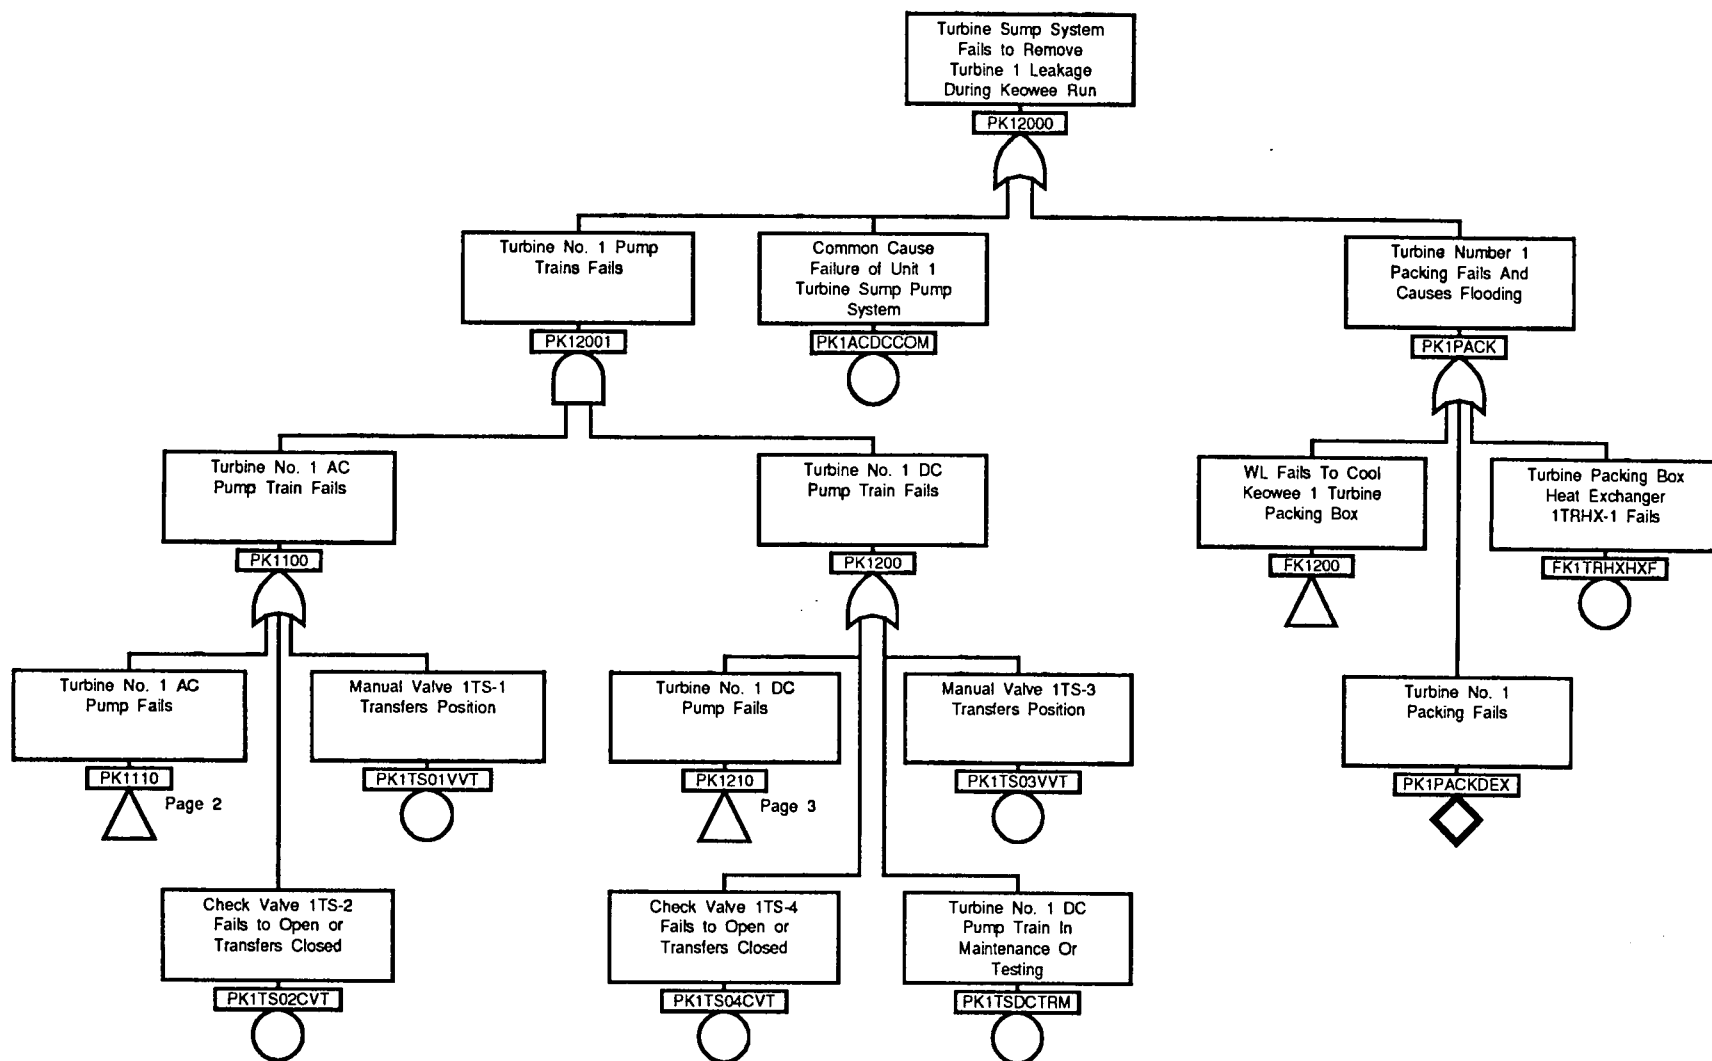 Turbine Sump System
Fails to Remove
Turbine 1 Leakage
During Keowee Run
PK12000
Turbine No. 1 Pump
Trains Fails
PK12001
Common Cause
Failure of Unit 1
Turbine Sump Pump
System
PK1ACDCCOM
Turbine Number 1
Packing Fails And
Causes Flooding
PK1PACK
Turbine No. 1 AC
Pump Train Fails
PK1100
Turbine No. 1 DC
Pump Train Fails
PK1200
WL Fails To Cool
Keowee 1 Turbine
Packing Box
FK1200
Turbine Packing Box
Heat Exchanger
1TRHX-1 Fails
FK1TRHXHXF
Turbine No. 1 AC
Pump Fails
PK1110
Page 2
Manual Valve 1TS-1
Transfers Position
PK1TS01VVT
Turbine No. 1 DC
Pump Fails
PK1210
Page 3
Manual Valve 1TS-3
Transfers Position
PK1TS03VVT
Turbine No. 1
Packing Fails
PK1PACKDEX
Check Valve 1TS-2
Fails to Open or
Transfers Closed
PK1TS02CVT
Check Valve 1TS-4
Fails to Open or
Transfers Closed
PK1TS04CVT
Turbine No. 1 DC
Pump Train In
Maintenance Or
Testing
PK1TSDCTRM